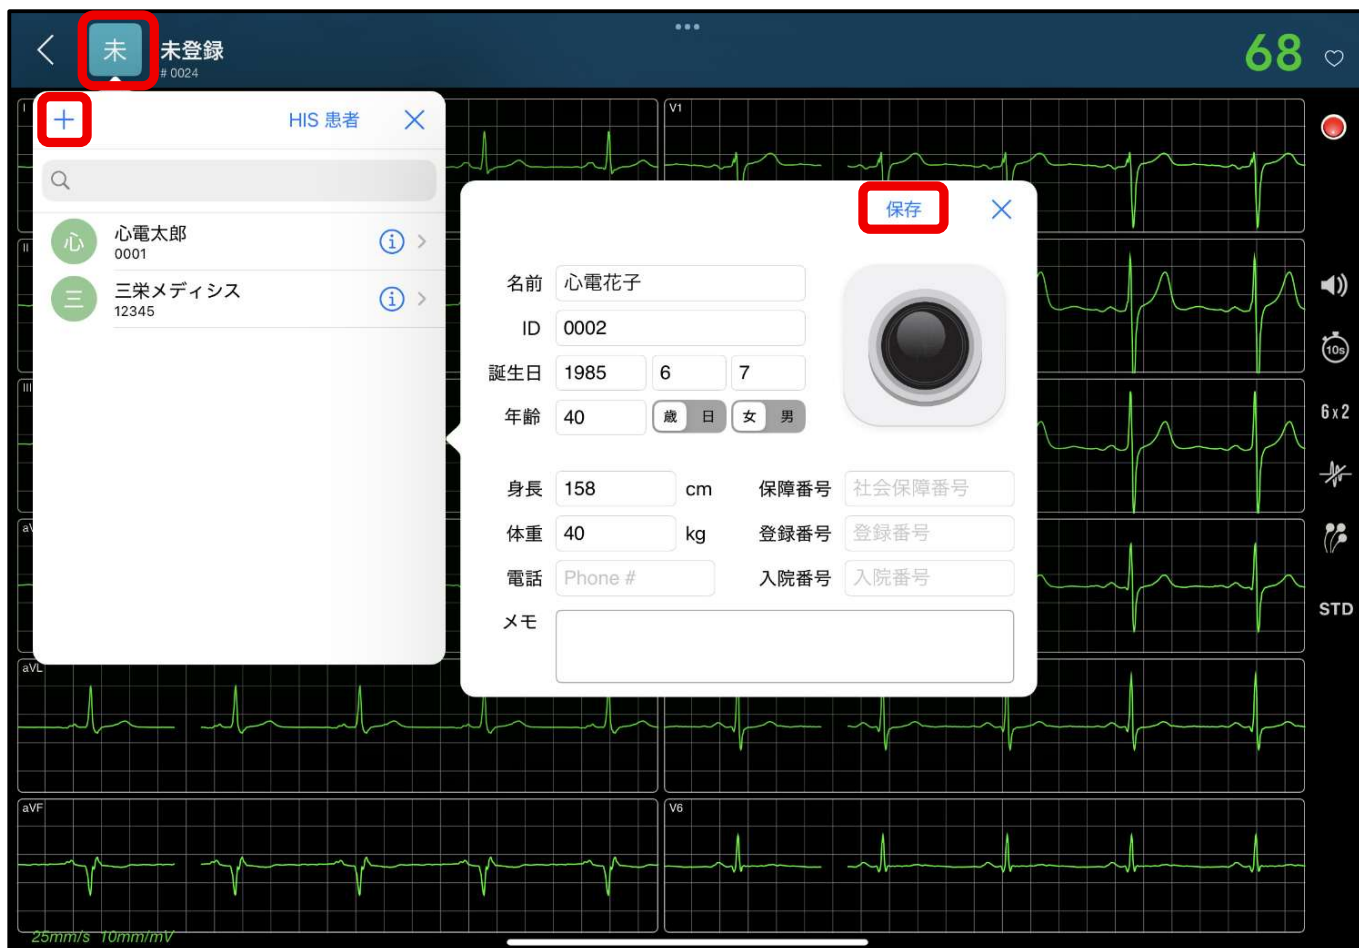 未
未登録
# 0024
68
I
V1
HIS 患者
心
心電太郎
0001
三
三栄メディシス
12345
保存
名前 心電花子
ID 0002
誕生日 1985 6 7
年齢 40 歳 日 女 男
身長 158 cm 保障番号 社会保障番号
体重 40 kg 登録番号 登録番号
電話 Phone # 入院番号 入院番号
メモ
II
III
aV
aVL
aVF
V6
10s
6x2
STD
25mm/s 10mm/mV